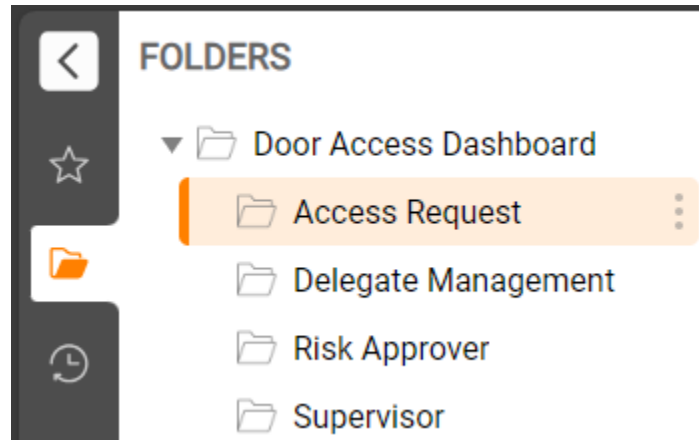 FOLDERS
Door Access Dashboard
Access Request
Delegate Management
Risk Approver
Supervisor